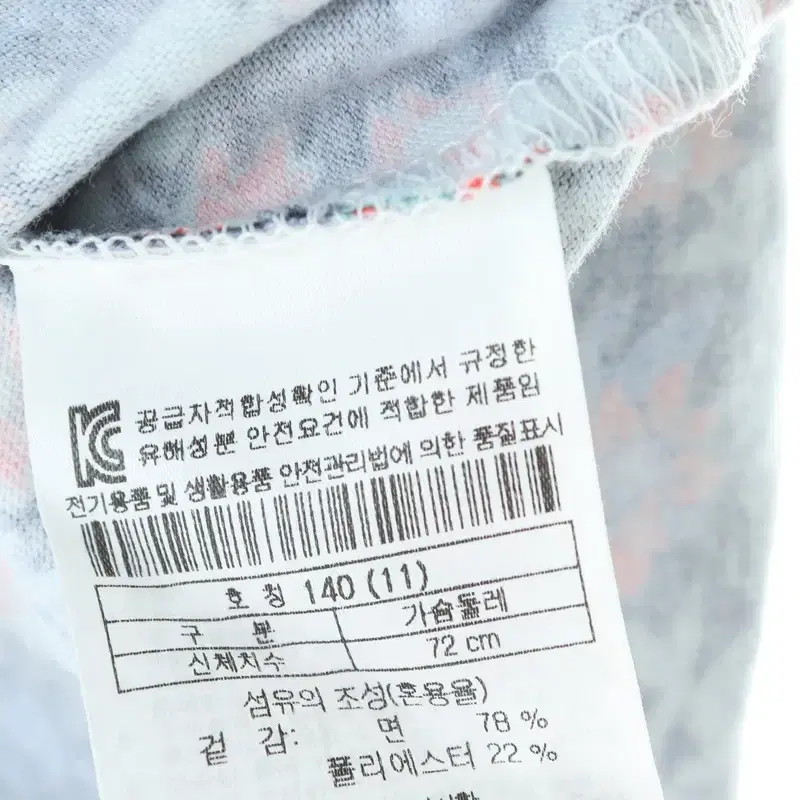 KC
공급자적합성확인 기준에서 규정한
유해성분 안전요건에 적합한 제품임
전기용품 및 생활용품 안전관리법에 의한 품질표시
호 칭 140 (11)
구 분 가슴둘레
신체치수 72 cm
섬유의 조성(혼용율)
겉 감: 면 78 %
폴리에스터 22 %